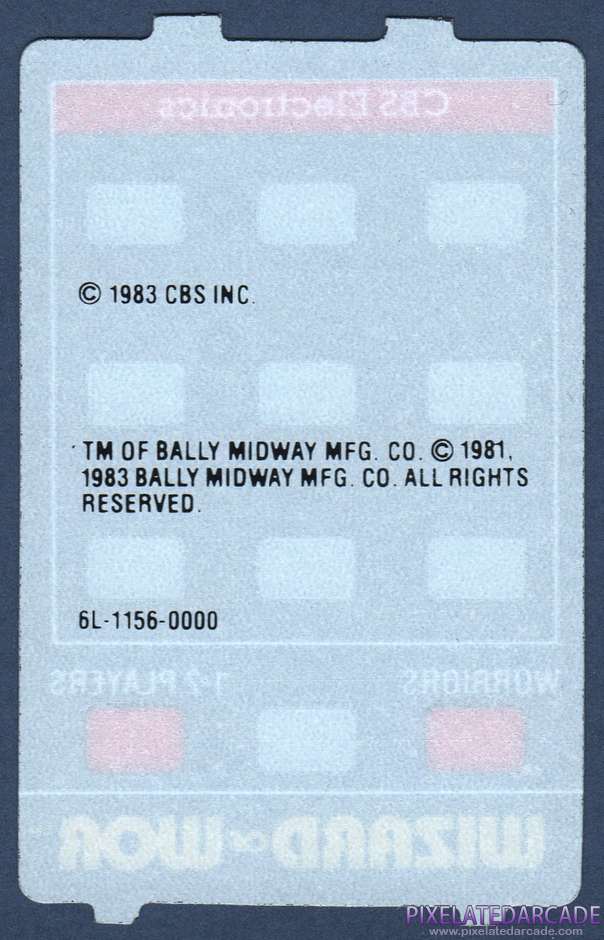 CBS Electronics
© 1983 CBS INC.
TM OF BALLY MIDWAY MFG. CO. © 1981,
1983 BALLY MIDWAY MFG. CO. ALL RIGHTS
RESERVED.
6L-1156-0000
1-2 PLAYERS WORRIORS
WIZARD OF WOR
PIXELATEDARCADE
www.pixelatedarcade.com